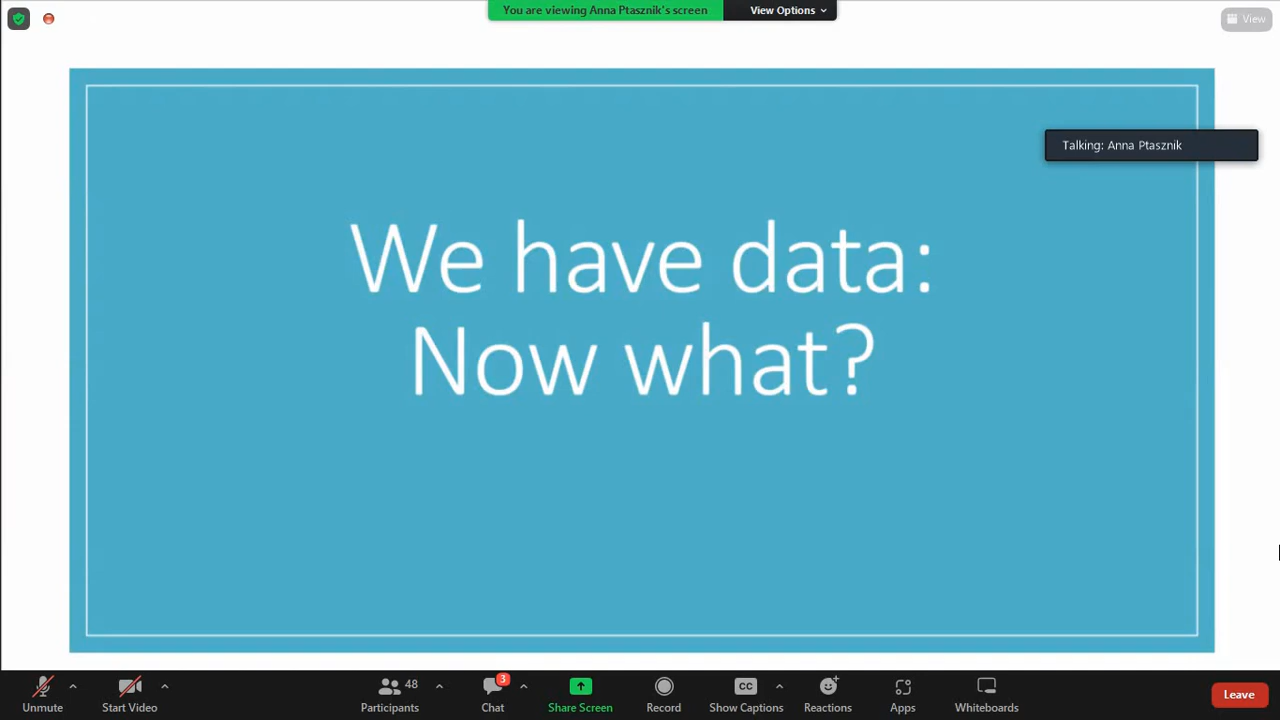 You are viewing Anna Ptasznik's screen
View Options
View
Talking: Anna Ptasznik
We have data:
Now what?
Unmute
Start Video
48
Participants
3
Chat
Share Screen
Record
CC
Show Captions
Reactions
Apps
Whiteboards
Leave